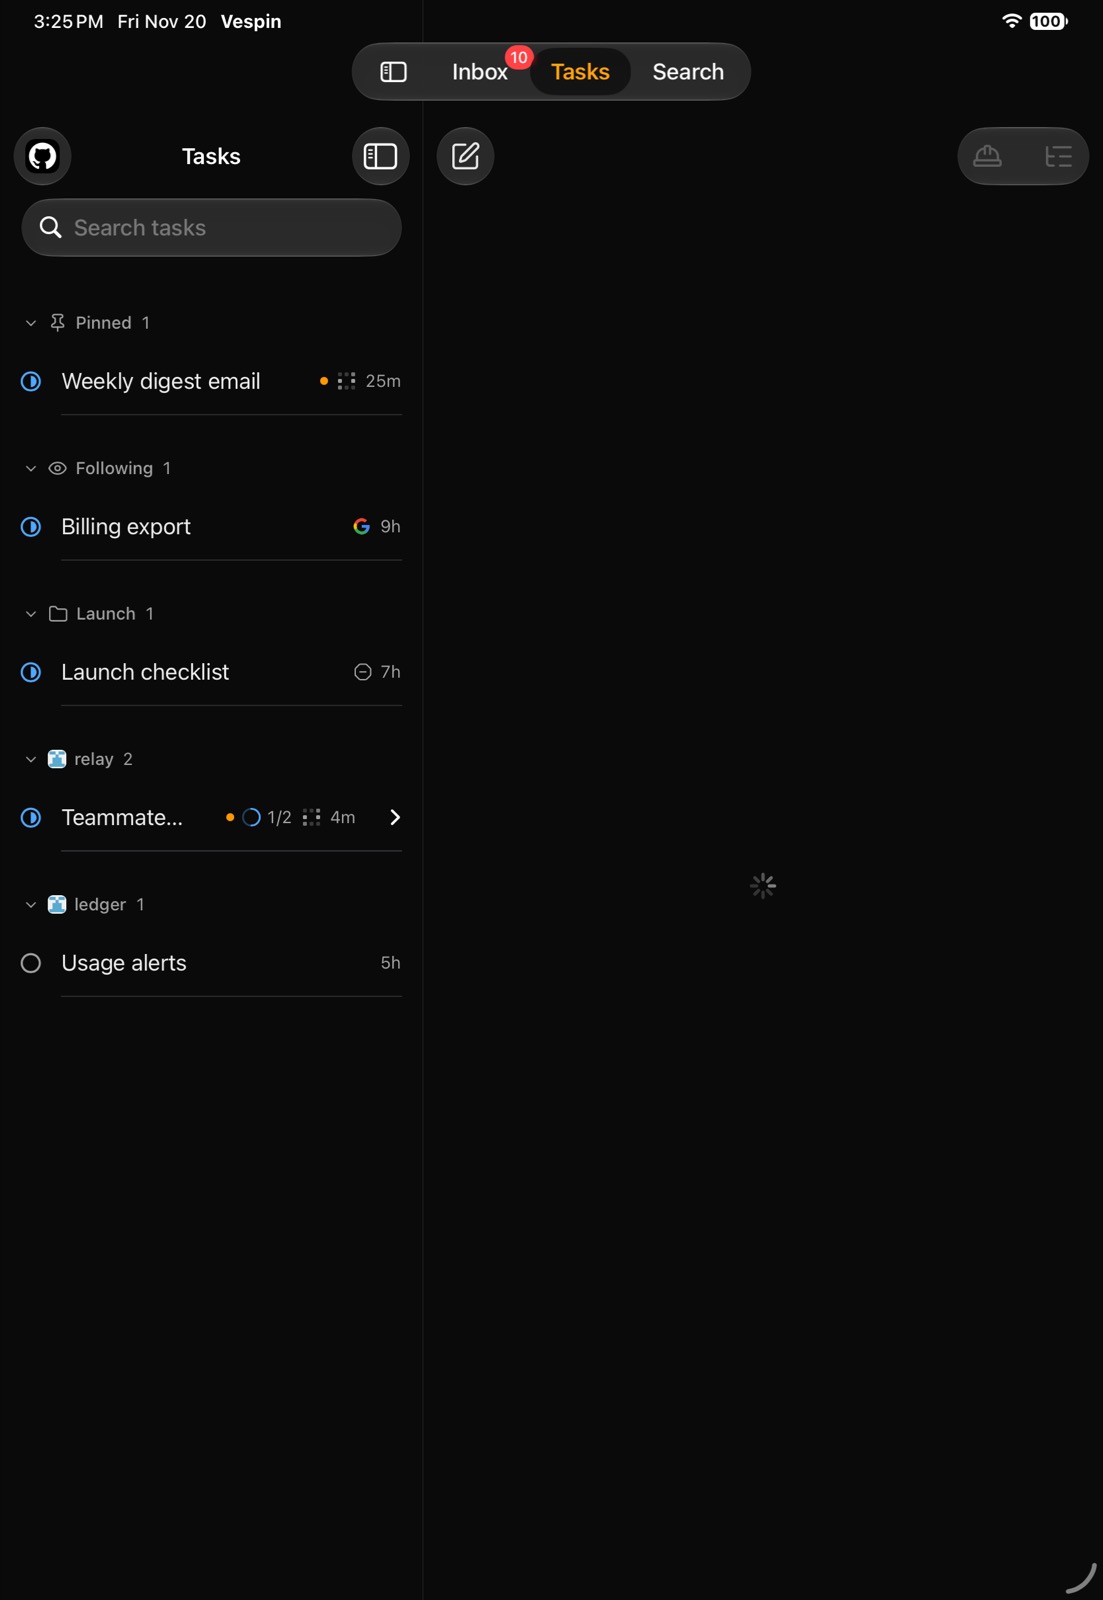 3:25 PM Fri Nov 20 Vespin
100
Inbox 10 Tasks Search
Tasks
Search tasks
Pinned 1
Weekly digest email 25m
Following 1
Billing export 9h
Launch 1
Launch checklist 7h
relay 2
Teammate... 1/2 4m
ledger 1
Usage alerts 5h